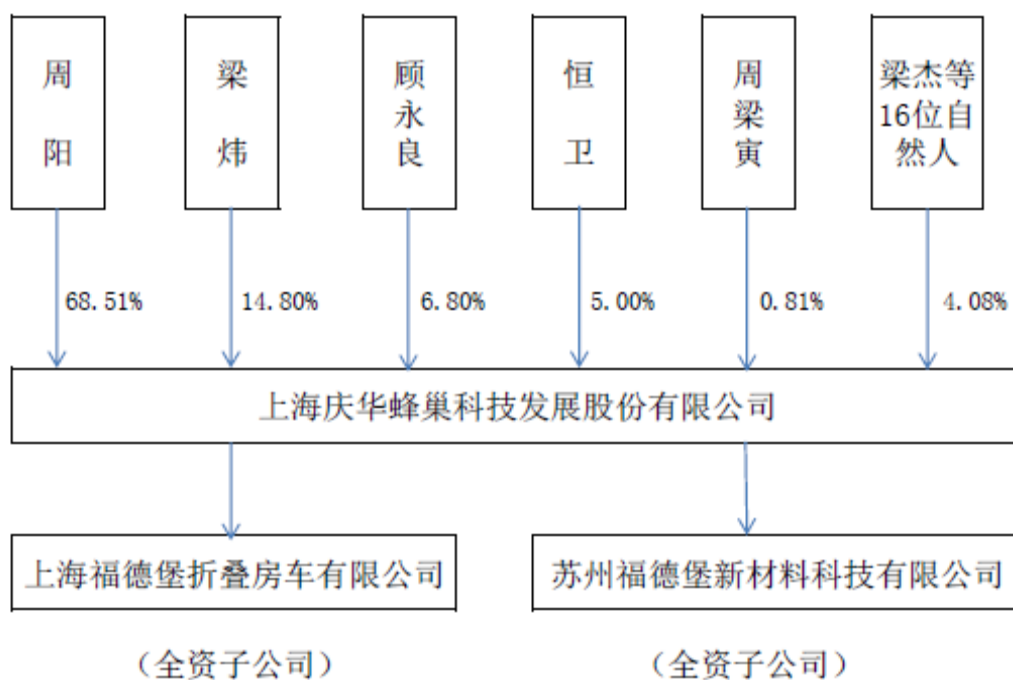 周阳
梁炜
顾永良
恒卫
周梁寅
梁杰等
16位自
然人
68.51%
14.80%
6.80%
5.00%
0.81%
4.08%
上海庆华蜂巢科技发展股份有限公司
上海福德堡折叠房车有限公司
苏州福德堡新材料科技有限公司
（全资子公司）
（全资子公司）